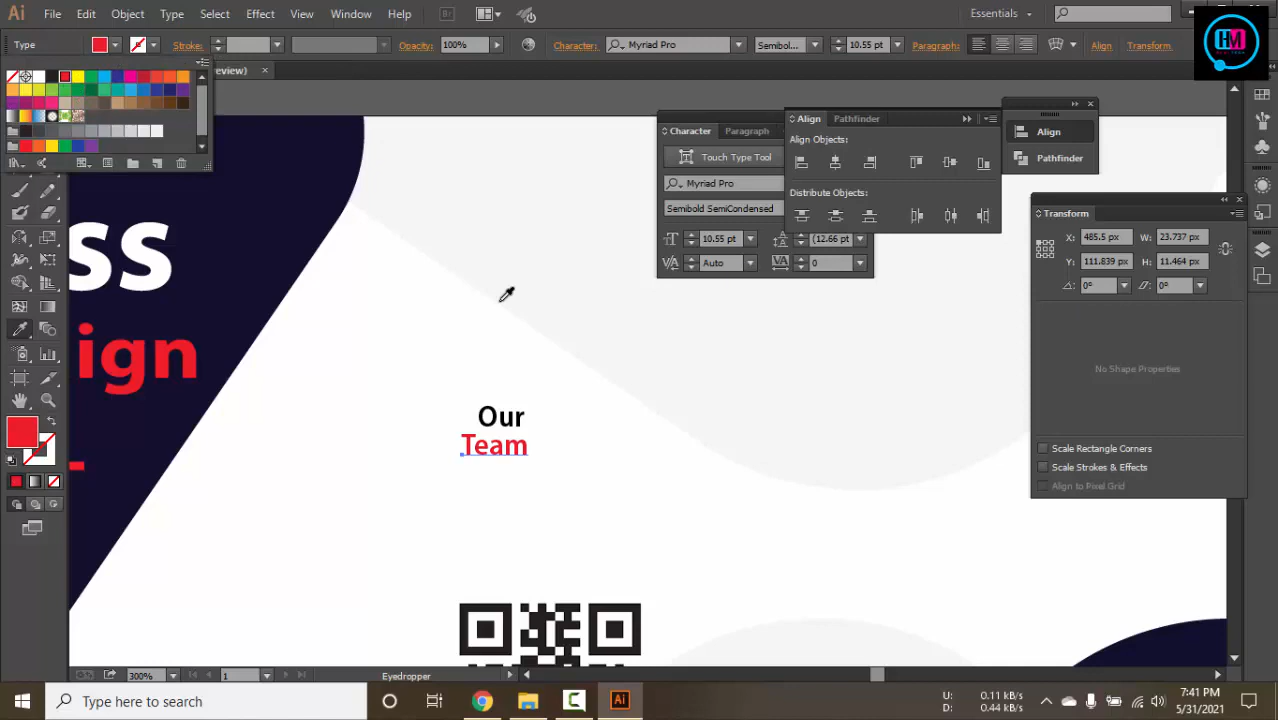 Ai File Edit Object Type Select Effect View Window Help Br Essentials
HM
Type Stroke: Opacity: 100% Character: Myriad Pro Sembol... 10.55 pt Paragraph: Align Transform
review)
Character Paragraph
Touch Type Tool
Myriad Pro
Semibold SemiCondensed
10.55 pt (12.66 pt)
Auto 0
Align Pathfinder
Align Objects:
Distribute Objects:
Align
Pathfinder
Transform
X: 485.5 px W: 23.737 px
Y: 111.839 px H: 11.464 px
0° 0°
No Shape Properties
Scale Rectangle Corners
Scale Strokes & Effects
Align to Pixel Grid
ss
ign
Our
Team
300% 1 Eyedropper
Type here to search
Ai
U: 0.11 kB/s
D: 0.44 kB/s
7:41 PM
5/31/2021